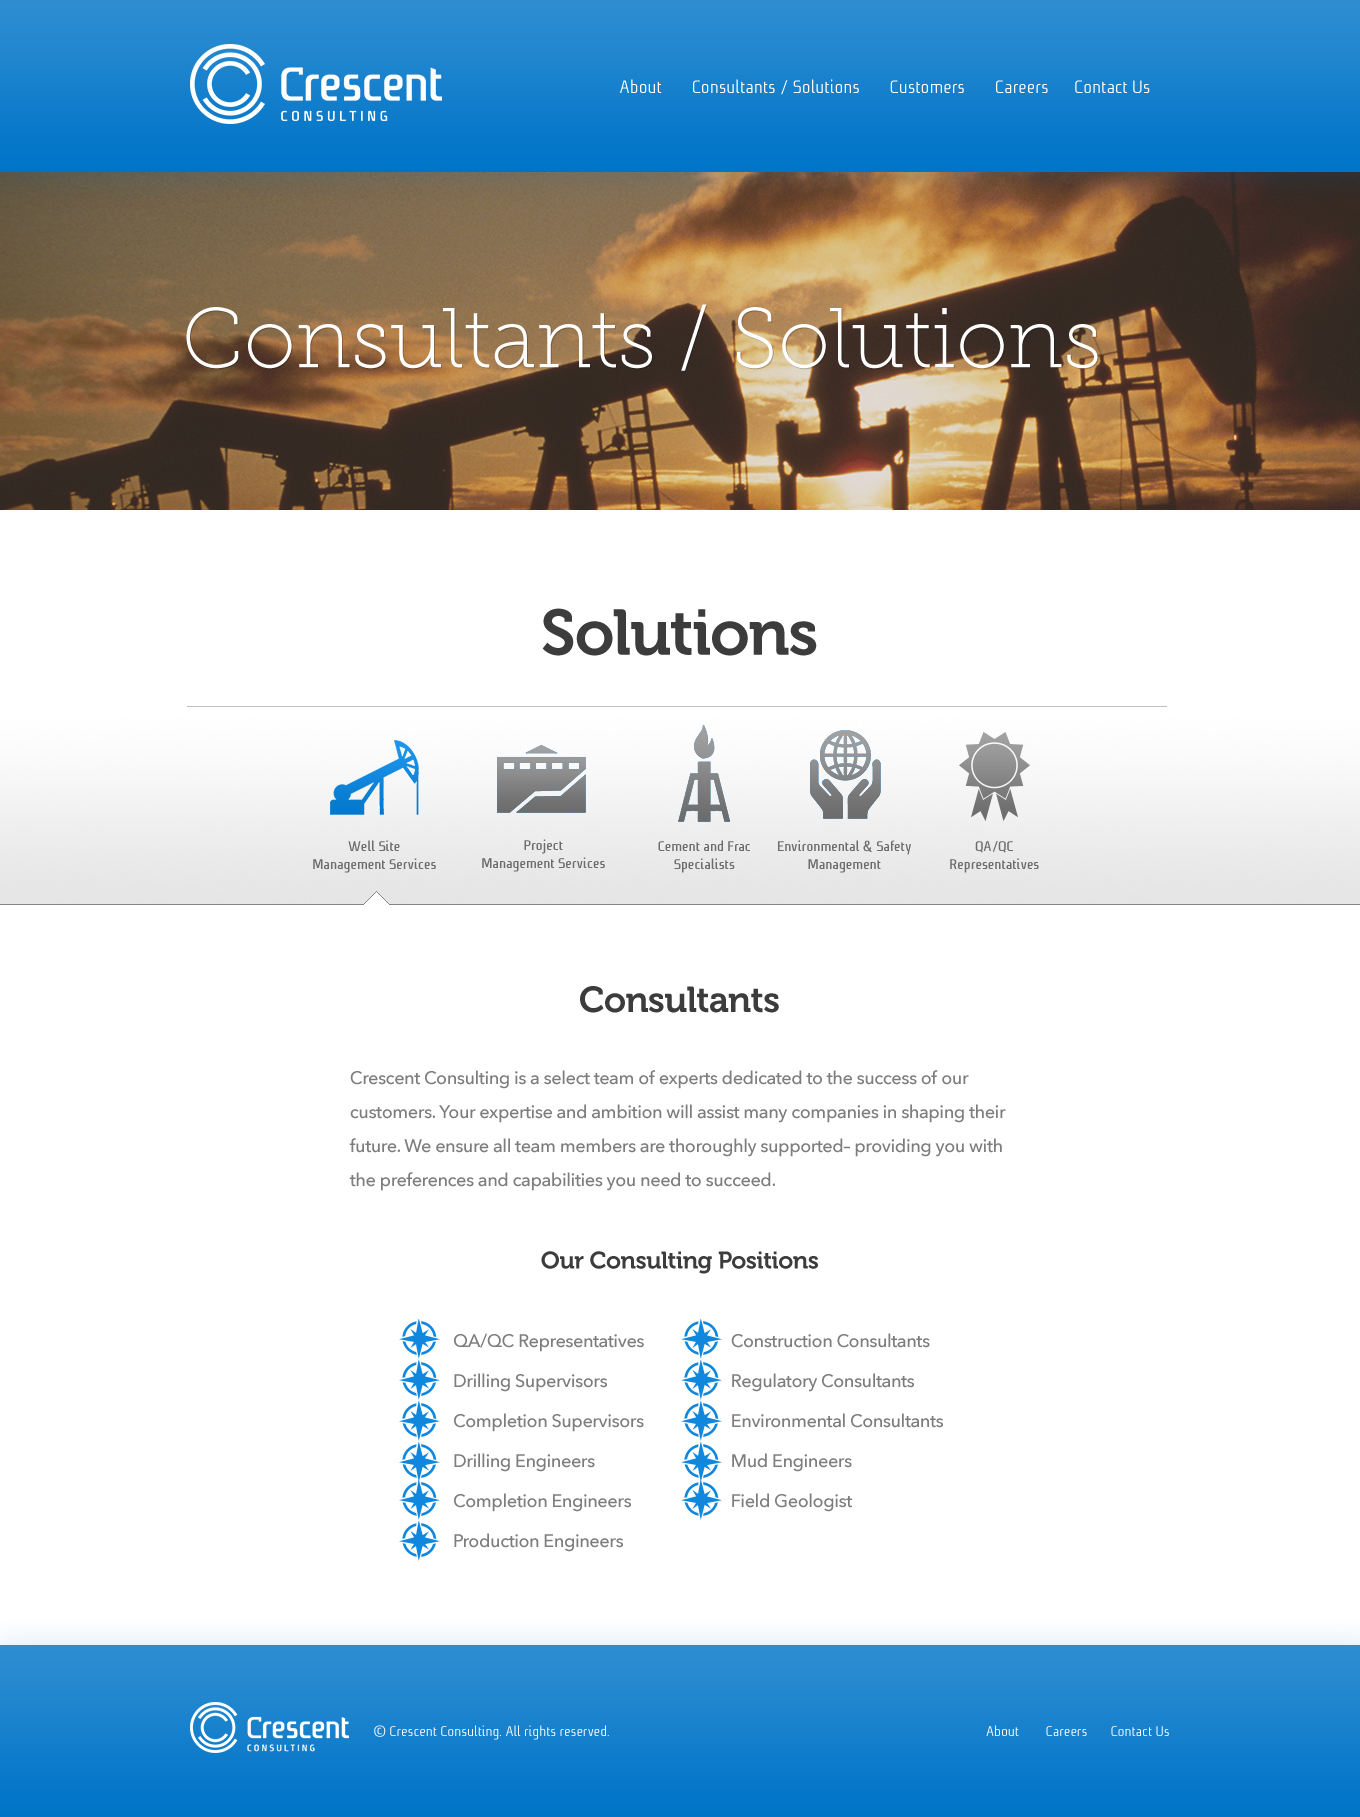 Crescent
CONSULTING
About Consultants / Solutions Customers Careers Contact Us
Consultants / Solutions
Solutions
Well Site
Management Services
Project
Management Services
Cement and Frac
Specialists
Environmental & Safety
Management
QA/QC
Representatives
Consultants
Crescent Consulting is a select team of experts dedicated to the success of our
customers. Your expertise and ambition will assist many companies in shaping their
future. We ensure all team members are thoroughly supported– providing you with
the preferences and capabilities you need to succeed.
Our Consulting Positions
QA/QC Representatives
Drilling Supervisors
Completion Supervisors
Drilling Engineers
Completion Engineers
Production Engineers
Construction Consultants
Regulatory Consultants
Environmental Consultants
Mud Engineers
Field Geologist
Crescent
CONSULTING
© Crescent Consulting. All rights reserved.
About Careers Contact Us